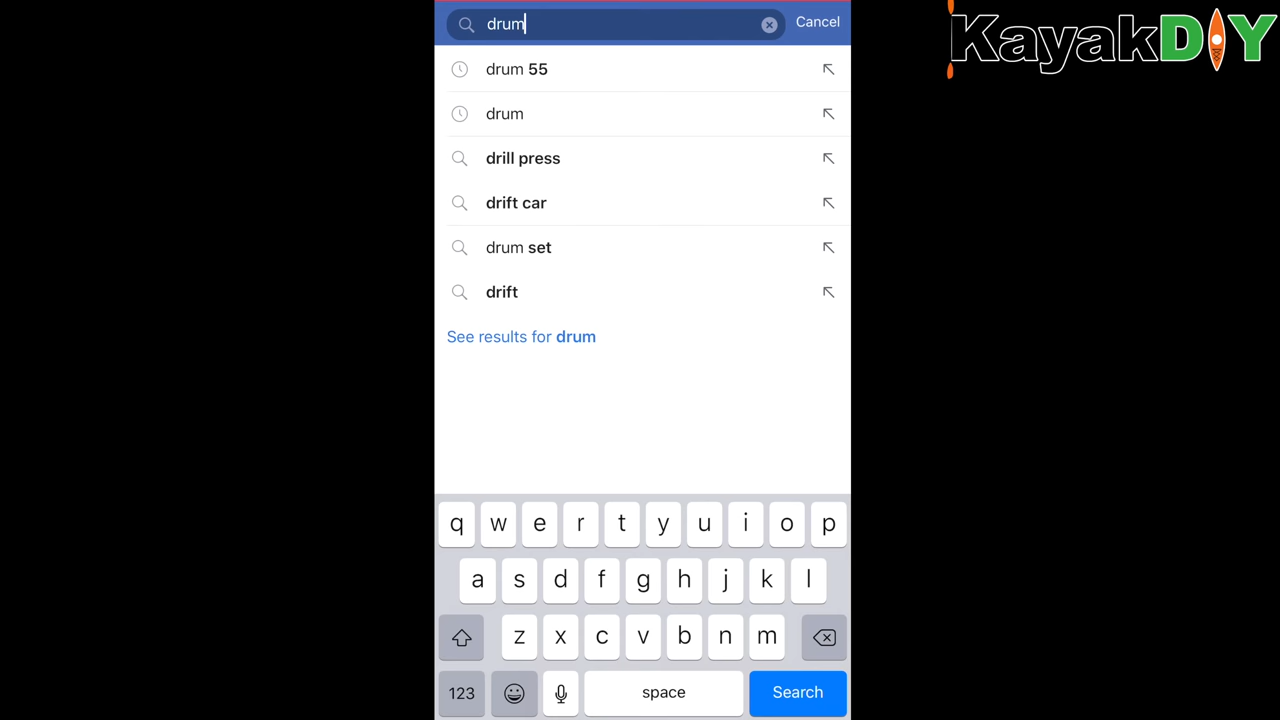 drum
Cancel
KayakDIY
drum 55
drum
drill press
drift car
drum set
drift
See results for drum
q w e r t y u i o p
a s d f g h j k l
z x c v b n m
123
space
Search